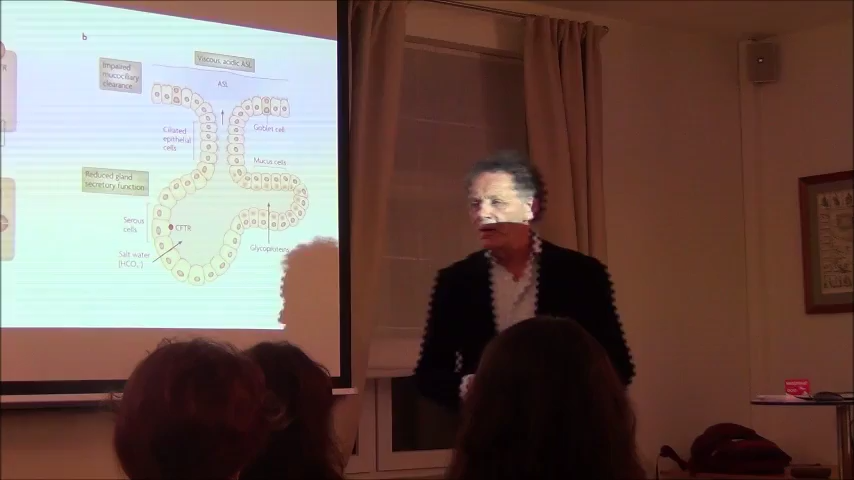 b
Viscous, acidic ASL
Impaired
mucociliary
clearance
ASL
Goblet cell
Ciliated
epithelial
cells
Mucus cells
Reduced gland
secretory function
Serous
cells
CFTR
Salt water
[HCO₃⁻]
Glycoproteins